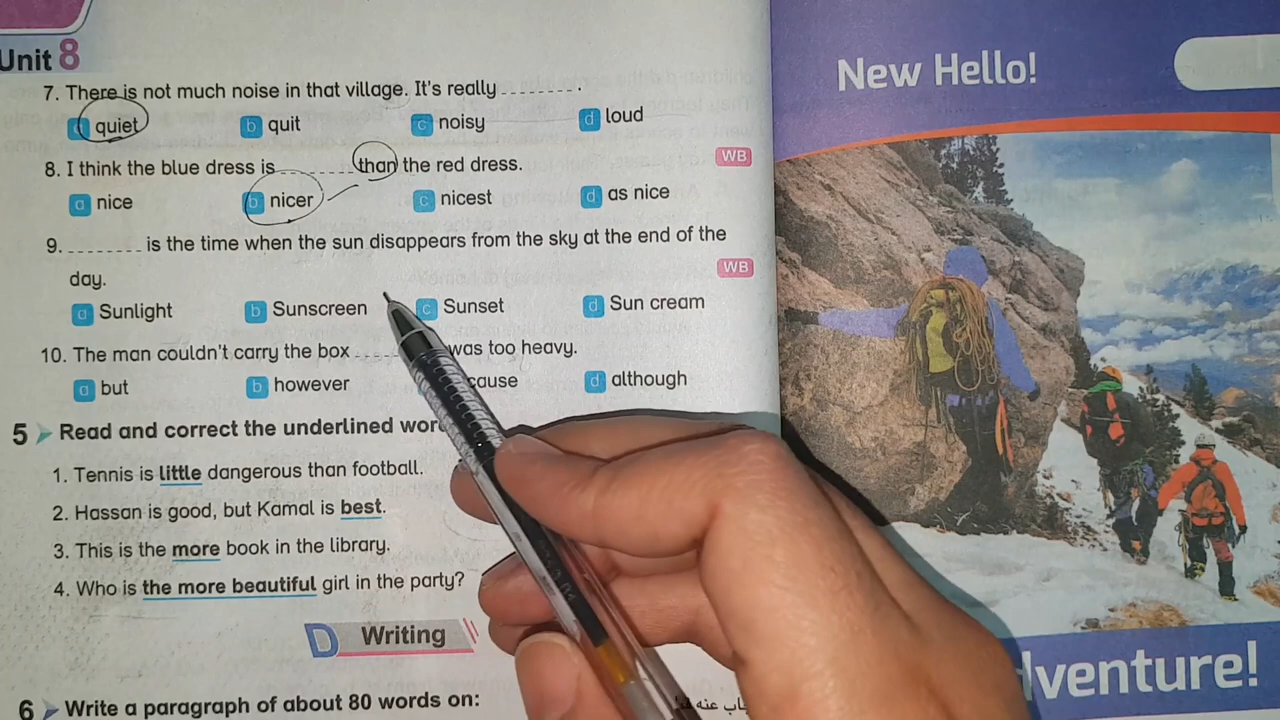 Unit 8
7. There is not much noise in that village. It's really _ _ _ _ _ _ _ _ .
a quiet b quit c noisy d loud
8. I think the blue dress is _ _ _ _ _ _ _ _ than the red dress.
WB
a nice b nicer c nicest d as nice
9. _ _ _ _ _ _ _ _ is the time when the sun disappears from the sky at the end of the
day.
WB
a Sunlight b Sunscreen c Sunset d Sun cream
10. The man couldn't carry the box _ _ _ _ was too heavy.
a but b however cause d although
5 Read and correct the underlined wor
1. Tennis is little dangerous than football.
2. Hassan is good, but Kamal is best.
3. This is the more book in the library.
4. Who is the more beautiful girl in the party?
D Writing
6 Write a paragraph of about 80 words on:
New Hello!
dventure!